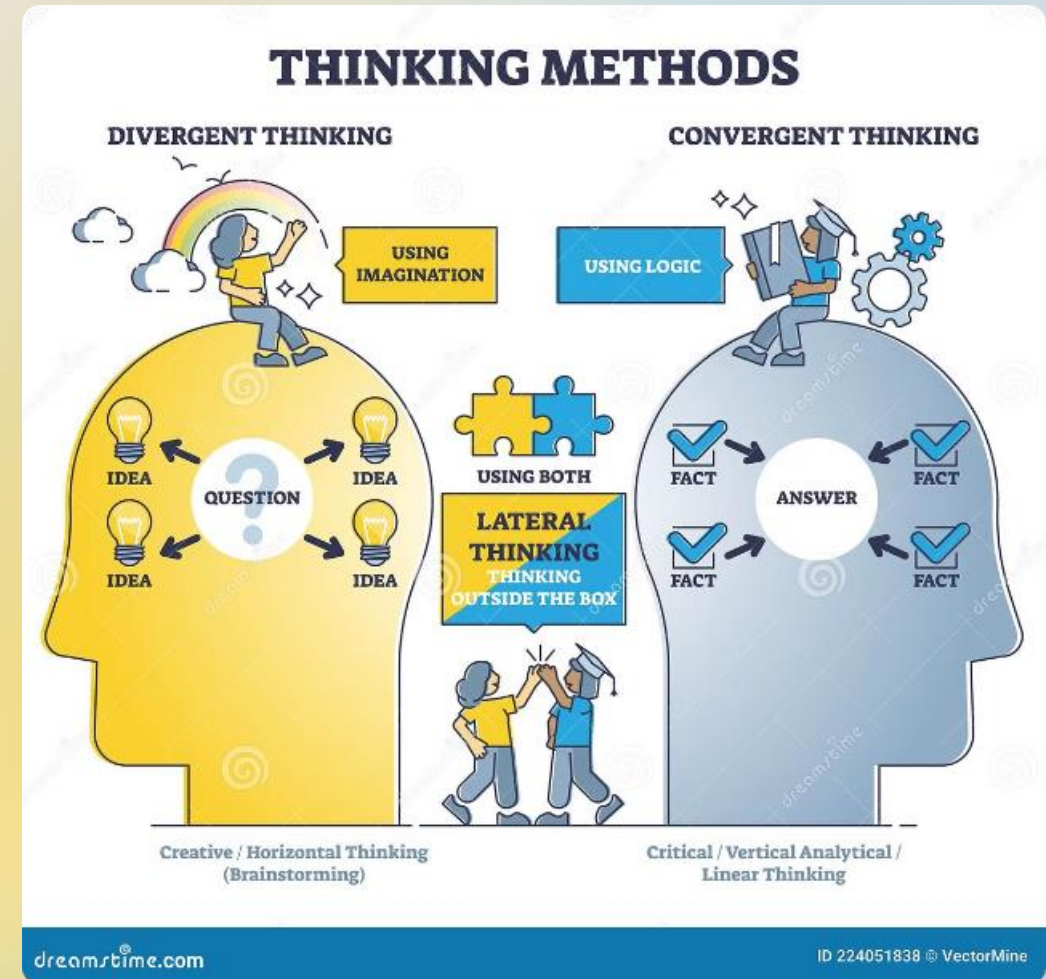 THINKING METHODS
DIVERGENT THINKING
USING
IMAGINATION
IDEA
IDEA
QUESTION
IDEA
IDEA
Creative / Horizontal Thinking
(Brainstorming)
USING BOTH
LATERAL
THINKING
THINKING
OUTSIDE THE BOX
CONVERGENT THINKING
USING LOGIC
FACT
FACT
ANSWER
FACT
FACT
Critical / Vertical Analytical /
Linear Thinking
dreamstime
dreamstime
dreamstime.com
ID 224051838 © VectorMine